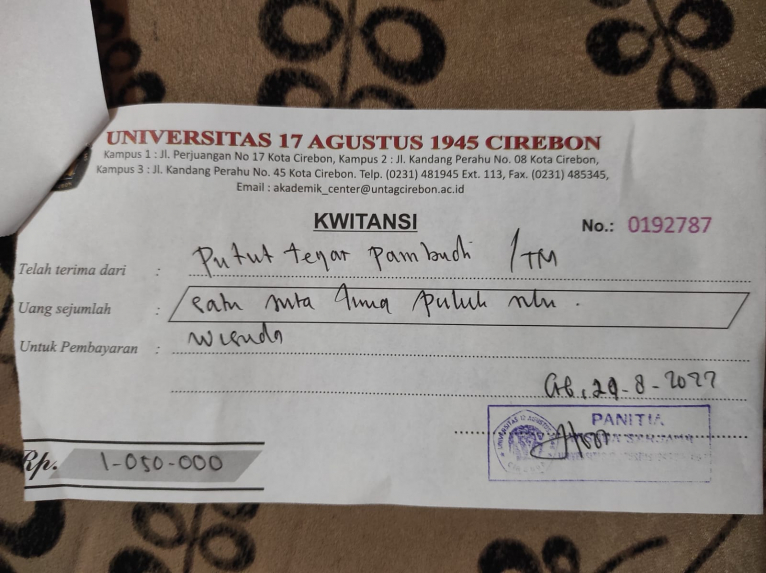 UNIVERSITAS 17 AGUSTUS 1945 CIREBON
Kampus 1 : Jl. Perjuangan No 17 Kota Cirebon, Kampus 2 : Jl. Kandang Perahu No. 08 Kota Cirebon,
Kampus 3 : Jl. Kandang Perahu No. 45 Kota Cirebon. Telp. (0231) 481945 Ext. 113, Fax. (0231) 485345,
Email : akademik_center@untagcirebon.ac.id
KWITANSI
No.: 0192787
Telah terima dari : Putut tegar pambudi /TM
Uang sejumlah : satu juta lima puluh ribu .
Untuk Pembayaran : wisuda
29-8-2022
PANITIA
Rp. 1-050-000